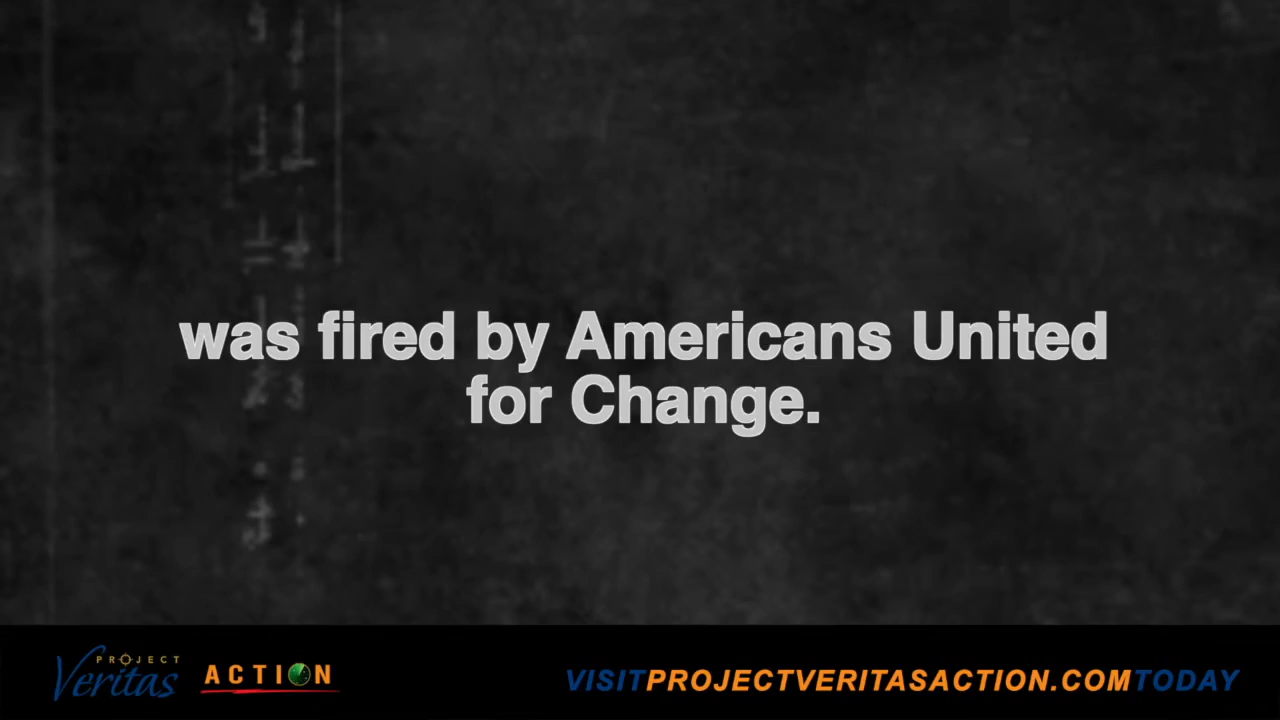 was fired by Americans United
for Change.
PROJECT
Veritas ACTION
VISITPROJECTVERITASACTION.COMTODAY